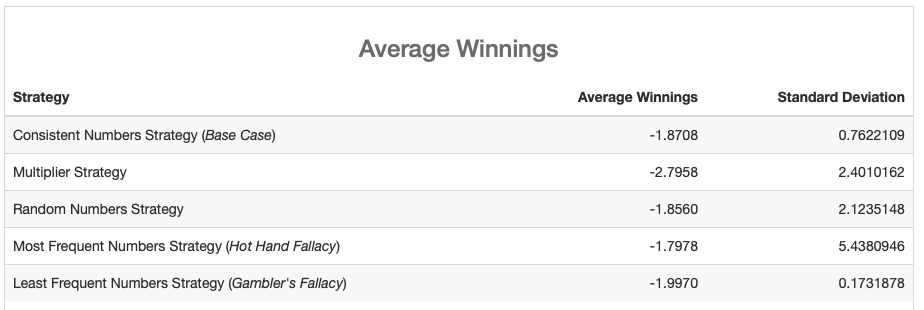 Average Winnings
Strategy Average Winnings Standard Deviation
Consistent Numbers Strategy (Base Case) -1.8708 0.7622109
Multiplier Strategy -2.7958 2.4010162
Random Numbers Strategy -1.8560 2.1235148
Most Frequent Numbers Strategy (Hot Hand Fallacy) -1.7978 5.4380946
Least Frequent Numbers Strategy (Gambler's Fallacy) -1.9970 0.1731878